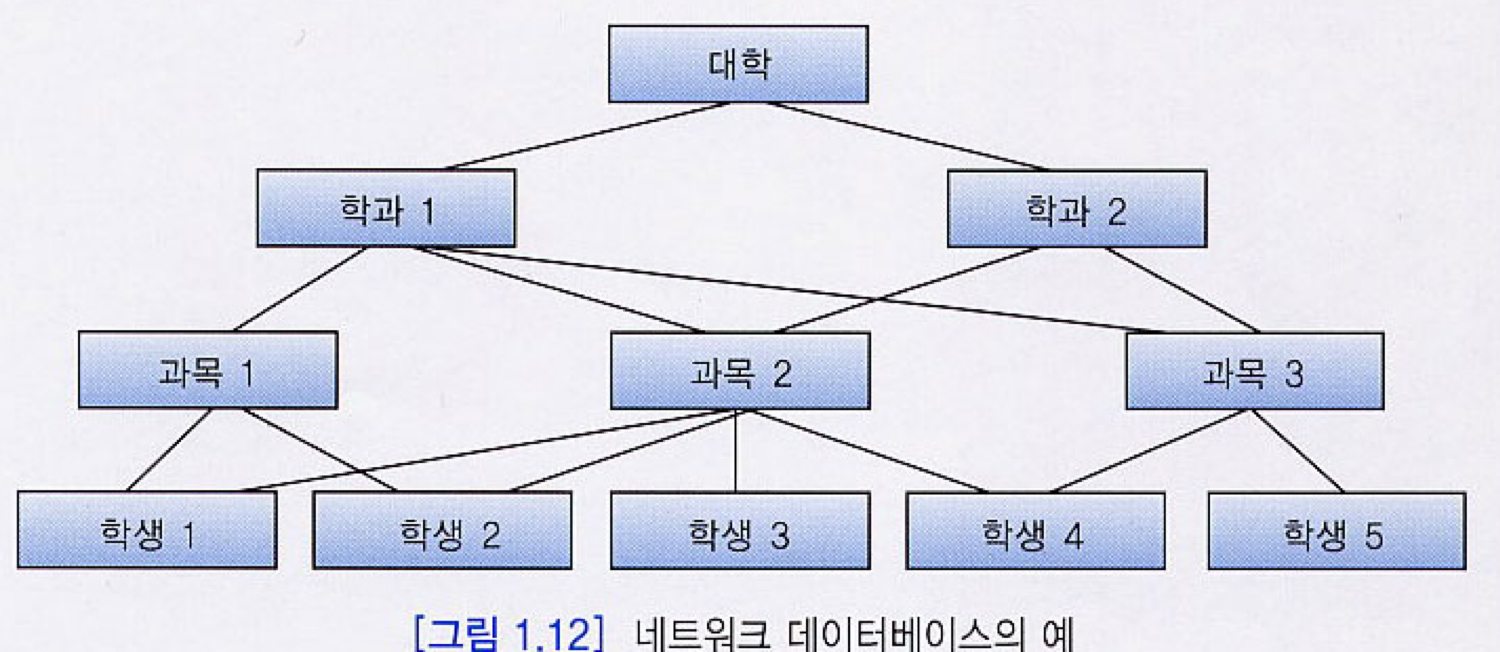 대학
학과 1
학과 2
과목 1
과목 2
과목 3
학생 1
학생 2
학생 3
학생 4
학생 5
[그림 1.12] 네트워크 데이터베이스의 예